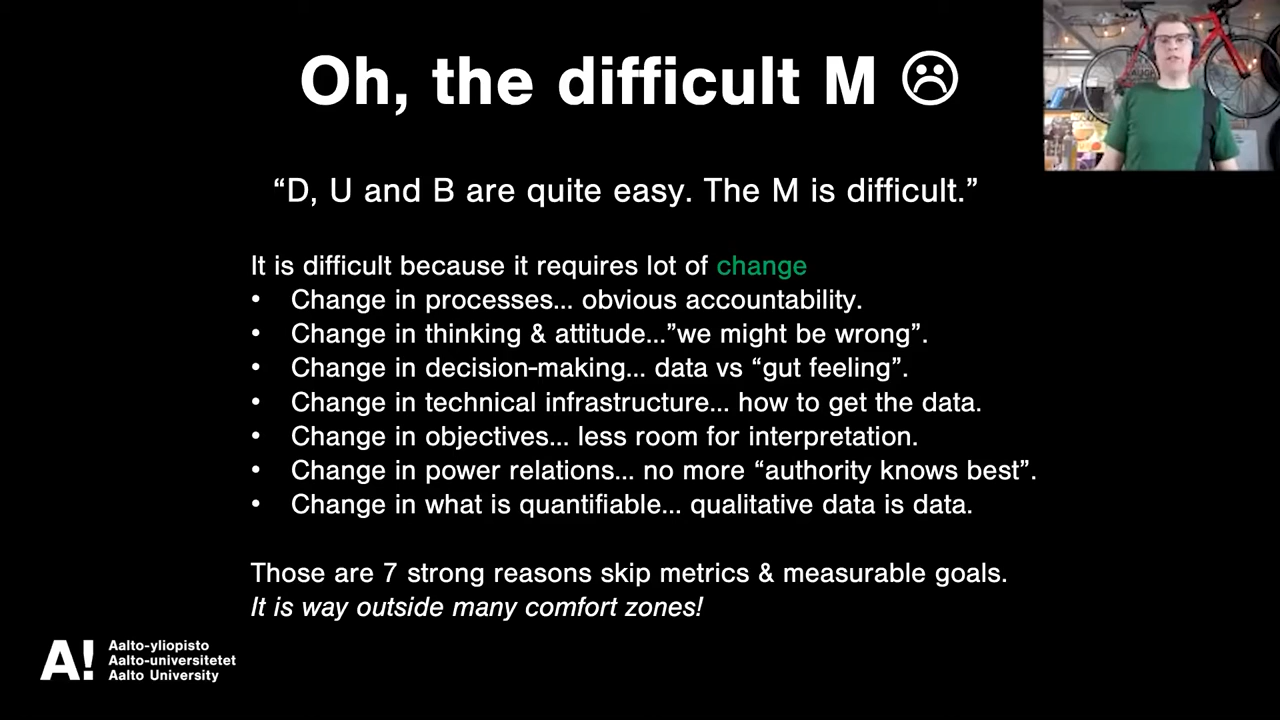 Oh, the difficult M ☹
“D, U and B are quite easy. The M is difficult.”
It is difficult because it requires lot of change
• Change in processes... obvious accountability.
• Change in thinking & attitude...”we might be wrong”.
• Change in decision-making... data vs “gut feeling”.
• Change in technical infrastructure... how to get the data.
• Change in objectives... less room for interpretation.
• Change in power relations... no more “authority knows best”.
• Change in what is quantifiable... qualitative data is data.
Those are 7 strong reasons skip metrics & measurable goals.
It is way outside many comfort zones!
A!
Aalto-yliopisto
Aalto-universitetet
Aalto University